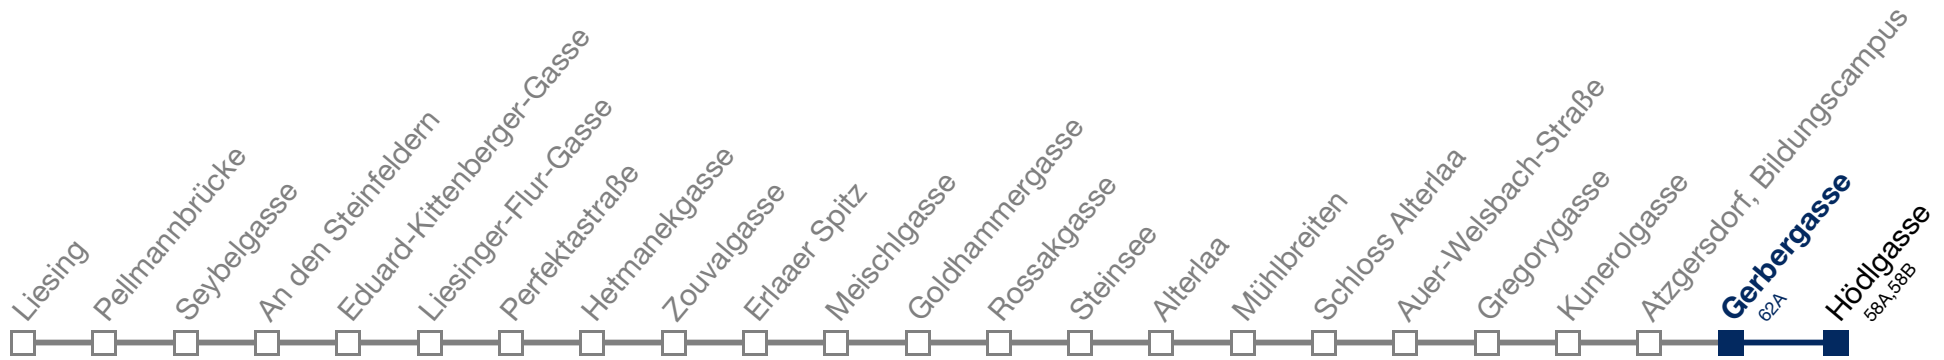 Liesing
Pellmannbrücke
Seybelgasse
An den Steinfeldern
Eduard-Kittenberger-Gasse
Liesinger-Flur-Gasse
Perfektastraße
Hetmanekgasse
Zouvalgasse
Erlaaer Spitz
Meischlgasse
Goldhammergasse
Rossakgasse
Steinsee
Alterlaa
Mühlbreiten
Schloss Alterlaa
Auer-Welsbach-Straße
Gregorygasse
Kunerolgasse
Atzgersdorf, Bildungscampus
Gerbergasse
62A
Hödlgasse
58A,58B